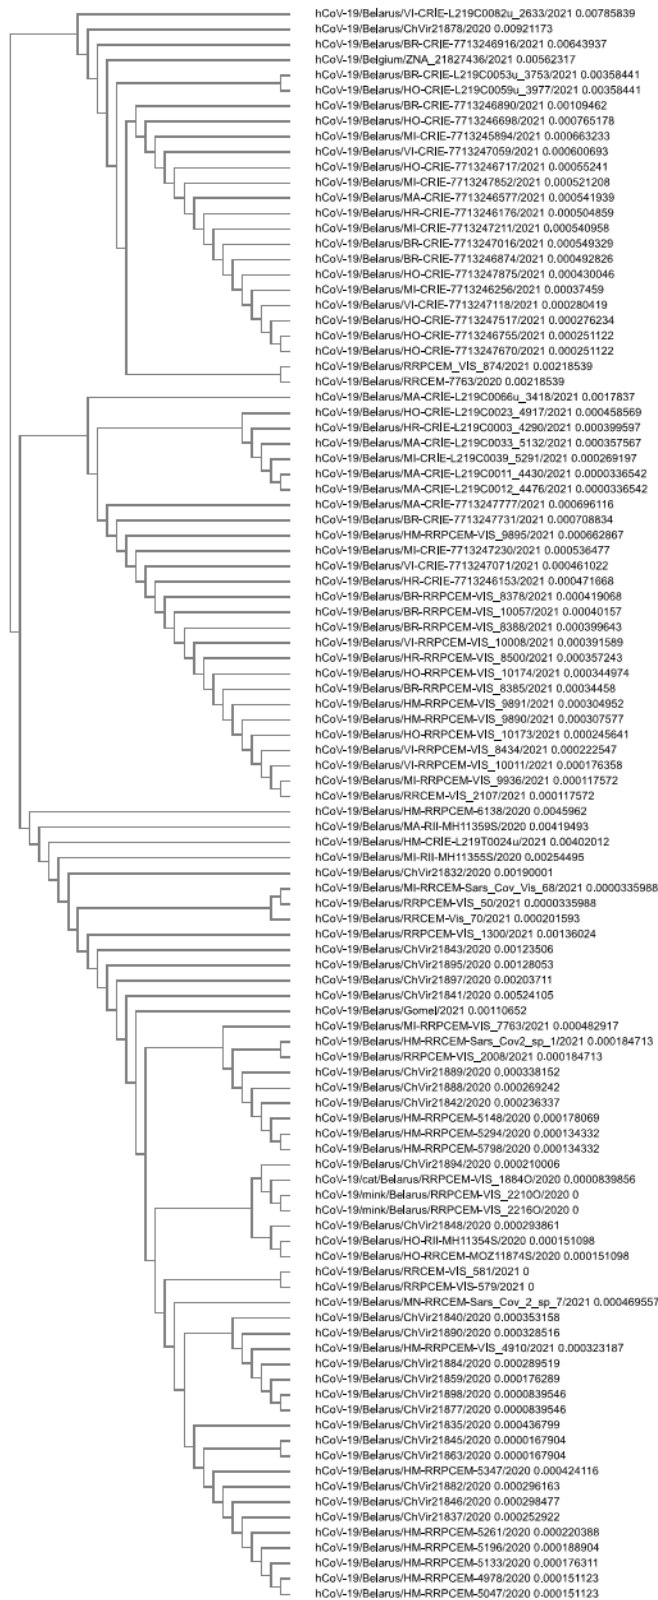 hCoV-19/Belarus/VI-CRIE-L219C0082u_2633/2021 0.00785839
hCoV-19/Belarus/ChVir21878/2020 0.00921173
hCoV-19/Belarus/BR-CRIE-7713246916/2021 0.00643937
hCoV-19/Belgium/ZNA_21827436/2021 0.00562317
hCoV-19/Belarus/BR-CRIE-L219C0053u_3753/2021 0.00358441
hCoV-19/Belarus/HO-CRIE-L219C0059u_3977/2021 0.00358441
hCoV-19/Belarus/BR-CRIE-7713246890/2021 0.00109462
hCoV-19/Belarus/HO-CRIE-7713246698/2021 0.000765178
hCoV-19/Belarus/MI-CRIE-7713245894/2021 0.000663233
hCoV-19/Belarus/VI-CRIE-7713247059/2021 0.000600693
hCoV-19/Belarus/HO-CRIE-7713246717/2021 0.00055241
hCoV-19/Belarus/MI-CRIE-7713247852/2021 0.000521208
hCoV-19/Belarus/MA-CRIE-7713246577/2021 0.000541939
hCoV-19/Belarus/HR-CRIE-7713246176/2021 0.000504859
hCoV-19/Belarus/MI-CRIE-7713247211/2021 0.000540958
hCoV-19/Belarus/BR-CRIE-7713247016/2021 0.000549329
hCoV-19/Belarus/BR-CRIE-7713246874/2021 0.000492826
hCoV-19/Belarus/HO-CRIE-7713247875/2021 0.000430046
hCoV-19/Belarus/MI-CRIE-7713246256/2021 0.00037459
hCoV-19/Belarus/VI-CRIE-7713247118/2021 0.000280419
hCoV-19/Belarus/HO-CRIE-7713247517/2021 0.000276234
hCoV-19/Belarus/HO-CRIE-7713246755/2021 0.000251122
hCoV-19/Belarus/HO-CRIE-7713247670/2021 0.000251122
hCoV-19/Belarus/RRPCEM_VIS_874/2021 0.00218539
hCoV-19/Belarus/RRCEM-7763/2020 0.00218539
hCoV-19/Belarus/MA-CRIE-L219C0066u_3418/2021 0.0017837
hCoV-19/Belarus/HO-CRIE-L219C0023_4917/2021 0.000458569
hCoV-19/Belarus/HR-CRIE-L219C0003_4290/2021 0.000399597
hCoV-19/Belarus/MA-CRIE-L219C0033_5132/2021 0.000357567
hCoV-19/Belarus/MI-CRIE-L219C0039_5291/2021 0.000269197
hCoV-19/Belarus/MA-CRIE-L219C0011_4430/2021 0.0000336542
hCoV-19/Belarus/MA-CRIE-L219C0012_4476/2021 0.0000336542
hCoV-19/Belarus/MA-CRIE-7713247777/2021 0.000696116
hCoV-19/Belarus/BR-CRIE-7713247731/2021 0.000708834
hCoV-19/Belarus/HM-RRPCEM-VIS_9895/2021 0.000662867
hCoV-19/Belarus/MI-CRIE-7713247230/2021 0.000536477
hCoV-19/Belarus/VI-CRIE-7713247071/2021 0.000461022
hCoV-19/Belarus/HR-CRIE-7713246153/2021 0.000471668
hCoV-19/Belarus/BR-RRPCEM-VIS_8378/2021 0.000419068
hCoV-19/Belarus/BR-RRPCEM-VIS_10057/2021 0.00040157
hCoV-19/Belarus/BR-RRPCEM-VIS_8388/2021 0.000399643
hCoV-19/Belarus/VI-RRPCEM-VIS_10008/2021 0.000391589
hCoV-19/Belarus/HR-RRPCEM-VIS_8500/2021 0.000357243
hCoV-19/Belarus/HO-RRPCEM-VIS_10174/2021 0.000344974
hCoV-19/Belarus/BR-RRPCEM-VIS_8385/2021 0.00034458
hCoV-19/Belarus/HM-RRPCEM-VIS_9891/2021 0.000304952
hCoV-19/Belarus/HM-RRPCEM-VIS_9890/2021 0.000307577
hCoV-19/Belarus/HO-RRPCEM-VIS_10173/2021 0.000245641
hCoV-19/Belarus/VI-RRPCEM-VIS_8434/2021 0.000222547
hCoV-19/Belarus/VI-RRPCEM-VIS_10011/2021 0.000176358
hCoV-19/Belarus/MI-RRPCEM-VIS_9936/2021 0.000117572
hCoV-19/Belarus/RRCEM-VIS_2107/2021 0.000117572
hCoV-19/Belarus/HM-RRPCEM-6138/2020 0.0045962
hCoV-19/Belarus/MA-RII-MH11359S/2020 0.00419493
hCoV-19/Belarus/HM-CRIE-L219T0024u/2021 0.00402012
hCoV-19/Belarus/MI-RII-MH11355S/2020 0.00254495
hCoV-19/Belarus/ChVir21832/2020 0.00190001
hCoV-19/Belarus/MI-RRCEM-Sars_Cov_Vis_68/2021 0.0000335988
hCoV-19/Belarus/RRPCEM-VIS_50/2021 0.0000335988
hCoV-19/Belarus/RRCEM-Vis_70/2021 0.000201593
hCoV-19/Belarus/RRPCEM-VIS_1300/2021 0.00136024
hCoV-19/Belarus/ChVir21843/2020 0.00123506
hCoV-19/Belarus/ChVir21895/2020 0.00128053
hCoV-19/Belarus/ChVir21897/2020 0.00203711
hCoV-19/Belarus/ChVir21841/2020 0.00524105
hCoV-19/Belarus/Gomel/2021 0.00110652
hCoV-19/Belarus/MI-RRPCEM-VIS_7763/2021 0.000482917
hCoV-19/Belarus/HM-RRCEM-Sars_Cov2_sp_1/2021 0.000184713
hCoV-19/Belarus/RRPCEM-VIS_2008/2021 0.000184713
hCoV-19/Belarus/ChVir21889/2020 0.000338152
hCoV-19/Belarus/ChVir21888/2020 0.000269242
hCoV-19/Belarus/ChVir21842/2020 0.000236337
hCoV-19/Belarus/HM-RRPCEM-5148/2020 0.000178069
hCoV-19/Belarus/HM-RRPCEM-5294/2020 0.000134332
hCoV-19/Belarus/HM-RRPCEM-5798/2020 0.000134332
hCoV-19/Belarus/ChVir21894/2020 0.000210006
hCoV-19/cat/Belarus/RRPCEM-VIS_1884O/2020 0.0000839856
hCoV-19/mink/Belarus/RRPCEM-VIS_2210O/2020 0
hCoV-19/mink/Belarus/RRPCEM-VIS_2216O/2020 0
hCoV-19/Belarus/ChVir21848/2020 0.000293861
hCoV-19/Belarus/HO-RII-MH11354S/2020 0.000151098
hCoV-19/Belarus/HO-RRCEM-MOZ11874S/2020 0.000151098
hCoV-19/Belarus/RRCEM-VIS_581/2021 0
hCoV-19/Belarus/RRPCEM-VIS-579/2021 0
hCoV-19/Belarus/MN-RRCEM-Sars_Cov_2_sp_7/2021 0.000469557
hCoV-19/Belarus/ChVir21840/2020 0.000353158
hCoV-19/Belarus/ChVir21890/2020 0.000328516
hCoV-19/Belarus/HM-RRPCEM-VIS_4910/2021 0.000323187
hCoV-19/Belarus/ChVir21884/2020 0.000289519
hCoV-19/Belarus/ChVir21859/2020 0.000176289
hCoV-19/Belarus/ChVir21898/2020 0.0000839546
hCoV-19/Belarus/ChVir21877/2020 0.0000839546
hCoV-19/Belarus/ChVir21835/2020 0.000436799
hCoV-19/Belarus/ChVir21845/2020 0.0000167904
hCoV-19/Belarus/ChVir21863/2020 0.0000167904
hCoV-19/Belarus/HM-RRPCEM-5347/2020 0.000424116
hCoV-19/Belarus/ChVir21882/2020 0.000296163
hCoV-19/Belarus/ChVir21846/2020 0.000298477
hCoV-19/Belarus/ChVir21837/2020 0.000252922
hCoV-19/Belarus/HM-RRPCEM-5261/2020 0.000220388
hCoV-19/Belarus/HM-RRPCEM-5196/2020 0.000188904
hCoV-19/Belarus/HM-RRPCEM-5133/2020 0.000176311
hCoV-19/Belarus/HM-RRPCEM-4978/2020 0.000151123
hCoV-19/Belarus/HM-RRPCEM-5047/2020 0.000151123